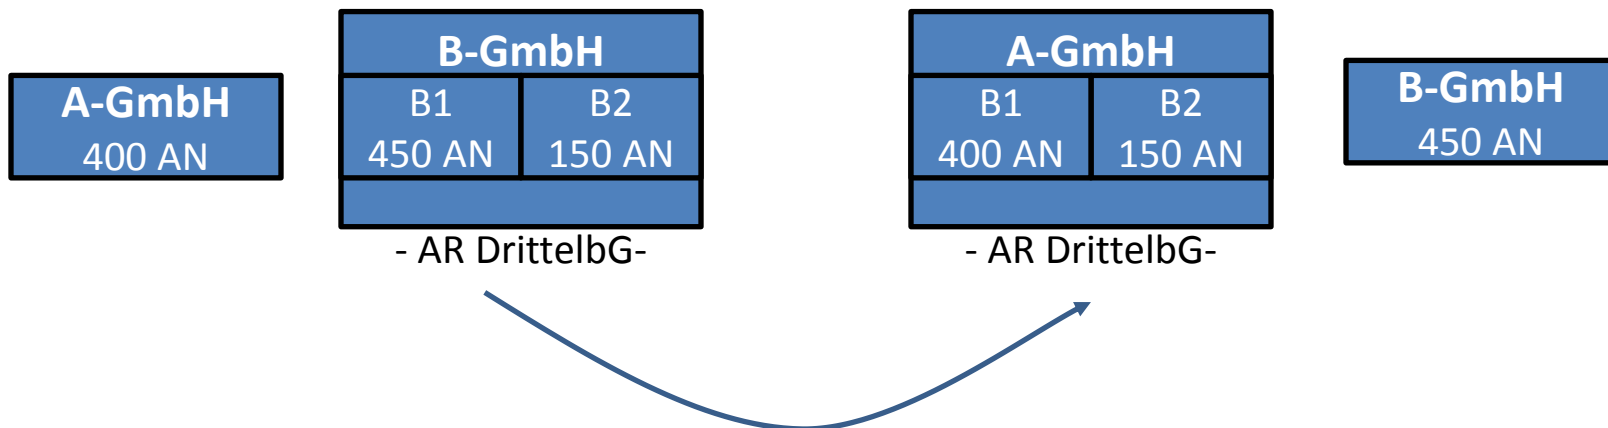 A-GmbH
400 AN
B-GmbH
B1 B2
450 AN 150 AN
- AR DrittelbG-
A-GmbH
B1 B2
400 AN 150 AN
- AR DrittelbG-
B-GmbH
450 AN